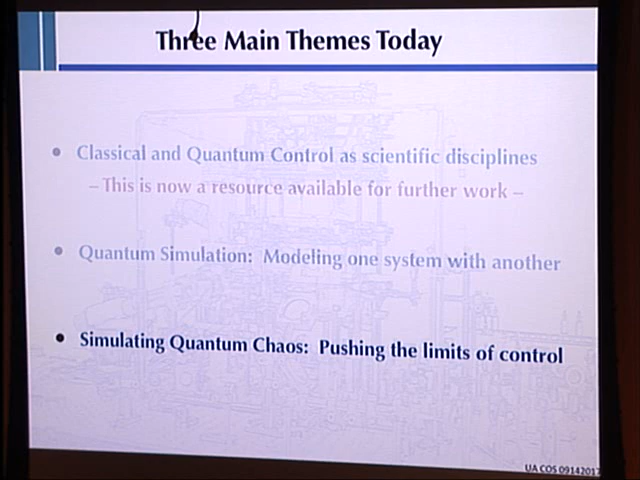 Three Main Themes Today
• Classical and Quantum Control as scientific disciplines
– This is now a resource available for further work –
• Quantum Simulation: Modeling one system with another
• Simulating Quantum Chaos: Pushing the limits of control
UA COS 09142017